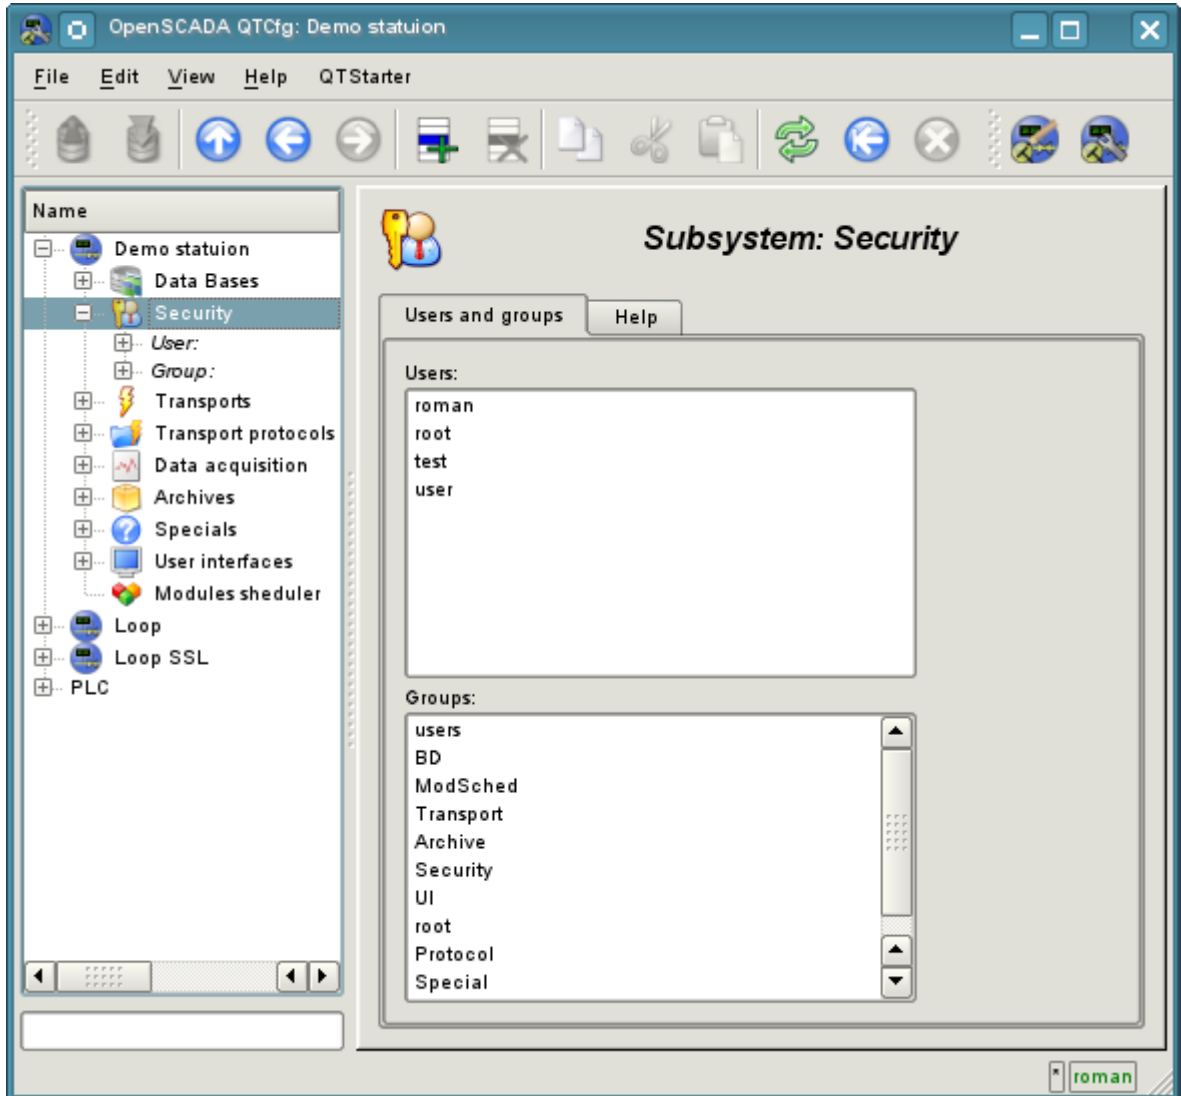 OpenSCADA QTCfg: Demo statuion
File Edit View Help QTStarter
Name
Demo statuion
Data Bases
Security
User:
Group:
Transports
Transport protocols
Data acquisition
Archives
Specials
User interfaces
Modules sheduler
Loop
Loop SSL
PLC
Subsystem: Security
Users and groups Help
Users:
roman
root
test
user
Groups:
users
BD
ModSched
Transport
Archive
Security
UI
root
Protocol
Special
* roman